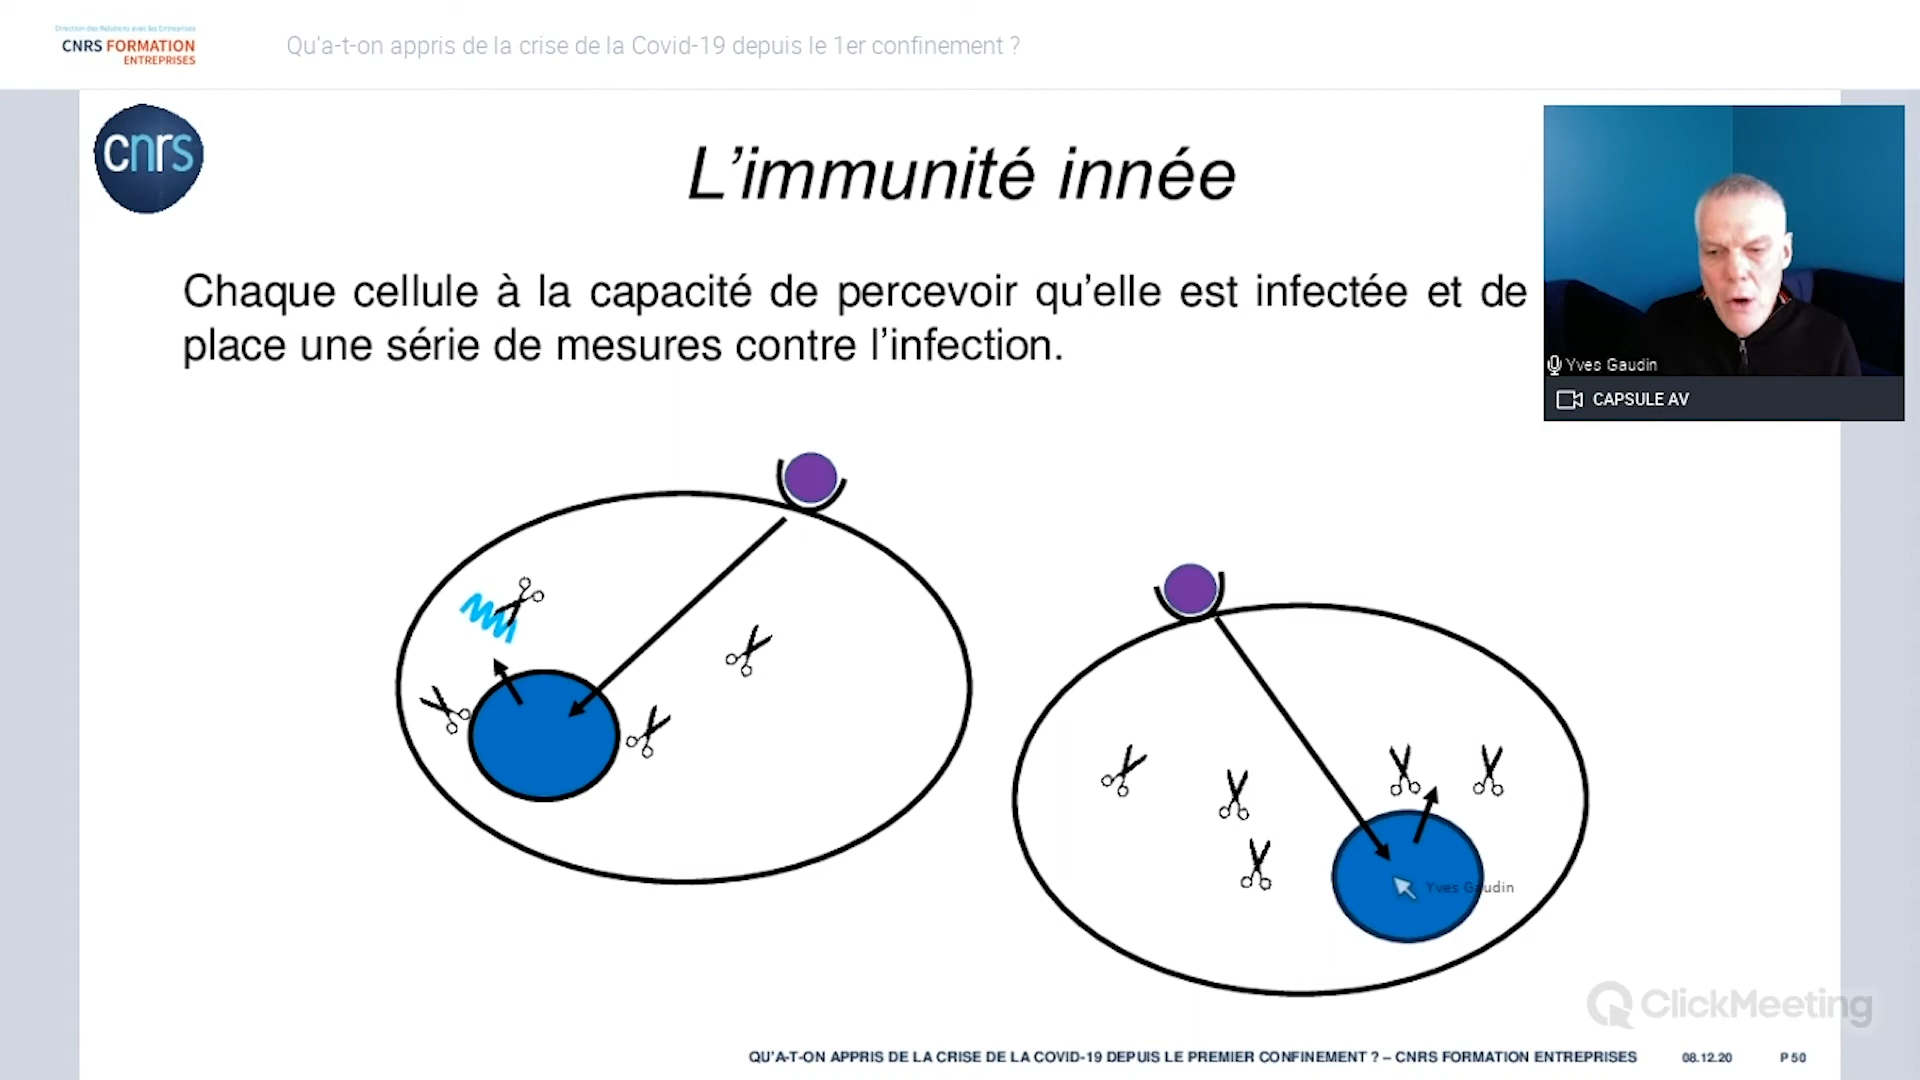 Direction des Relations avec les Entreprises
CNRS FORMATION
ENTREPRISES
Qu'a-t-on appris de la crise de la Covid-19 depuis le 1er confinement ?
cnrs
L'immunité innée
Chaque cellule à la capacité de percevoir qu'elle est infectée et de
place une série de mesures contre l'infection.
Yves Gaudin
CAPSULE AV
Yves Gaudin
ClickMeeting
QU'A-T-ON APPRIS DE LA CRISE DE LA COVID-19 DEPUIS LE PREMIER CONFINEMENT ? – CNRS FORMATION ENTREPRISES 08.12.20 P 50